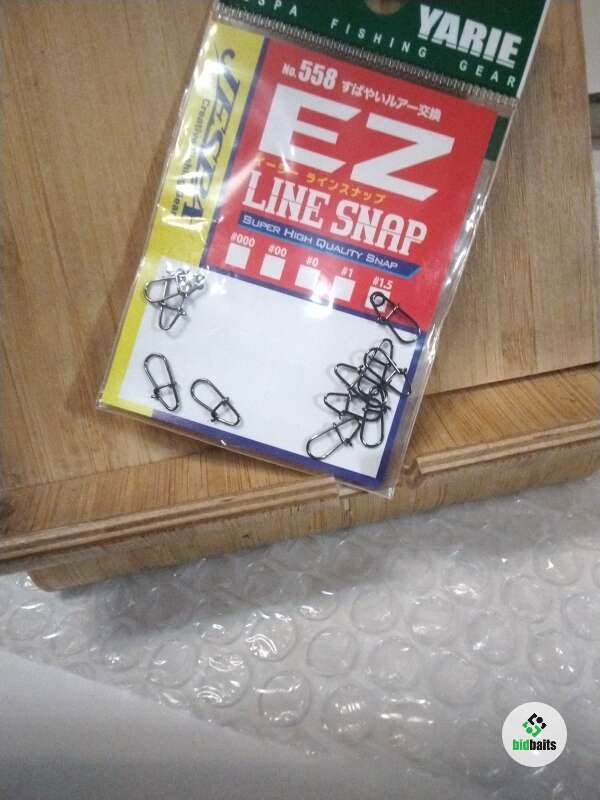 YARIE
SPA FISHING GEAR
No.558 すばやいルアー交換
EZ
イージーラインスナップ
LINE SNAP
SUPER HIGH QUALITY SNAP
#000 #00 #0 #1 #1.5
JESPA
bidbaits